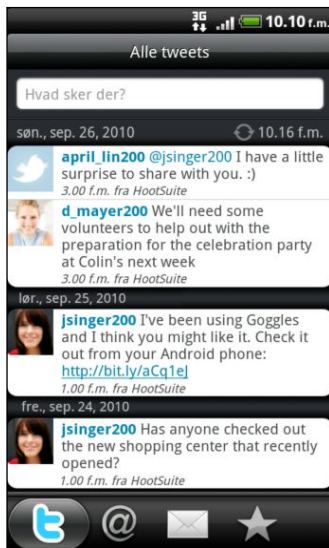 3G 10.10 f.m.
Alle tweets
Hvad sker der?
søn., sep. 26, 2010 10.16 f.m.
april_lin200 @jsinger200 I have a little
surprise to share with you. :)
3.00 f.m. fra HootSuite
d_mayer200 We'll need some
volunteers to help out with the
preparation for the celebration party
at Colin's next week
3.00 f.m. fra HootSuite
lør., sep. 25, 2010
jsinger200 I've been using Goggles
and I think you might like it. Check it
out from your Android phone:
http://bit.ly/aCq1eJ
1.00 f.m. fra HootSuite
fre., sep. 24, 2010
jsinger200 Has anyone checked out
the new shopping center that recently
opened?
1.00 f.m. fra HootSuite
t @